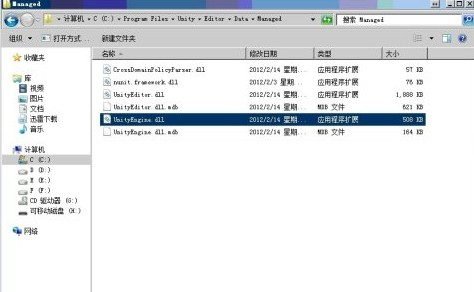 Managed
计算机 ▸ C (C:) ▸ Program Files ▸ Unity ▸ Editor ▸ Data ▸ Managed
搜索 Managed
组织 打开方式... 新建文件夹
名称 修改日期 类型 大小
CrossDomainPolicyParser.dll 2012/2/14 星期... 应用程序扩展 57 KB
nunit.framework.dll 2012/2/3 星期... 应用程序扩展 76 KB
UnityEditor.dll 2012/2/14 星期... 应用程序扩展 1,888 KB
UnityEditor.dll.mdb 2012/2/14 星期... MDB 文件 621 KB
UnityEngine.dll 2012/2/14 星期... 应用程序扩展 508 KB
UnityEngine.dll.mdb 2012/2/14 星期... MDB 文件 164 KB
收藏夹
库
视频
图片
文档
迅雷下载
音乐
计算机
C (C:)
D (D:)
E (E:)
F (F:)
CD 驱动器 (G:)
可移动磁盘 (H:)
网络